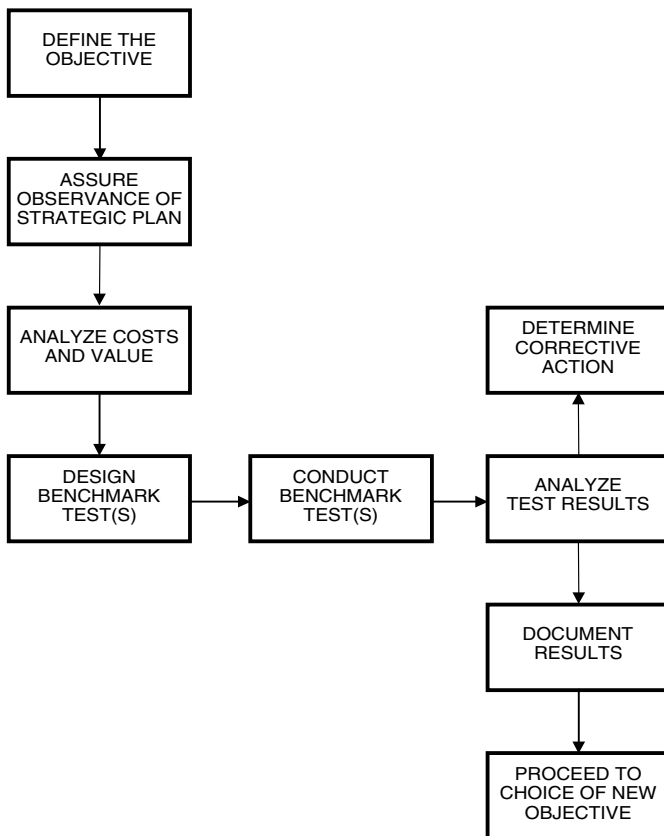 DEFINE THE
OBJECTIVE
ASSURE
OBSERVANCE OF
STRATEGIC PLAN
ANALYZE COSTS
AND VALUE
DESIGN
BENCHMARK
TEST(S)
CONDUCT
BENCHMARK
TEST(S)
ANALYZE
TEST RESULTS
DETERMINE
CORRECTIVE
ACTION
DOCUMENT
RESULTS
PROCEED TO
CHOICE OF NEW
OBJECTIVE